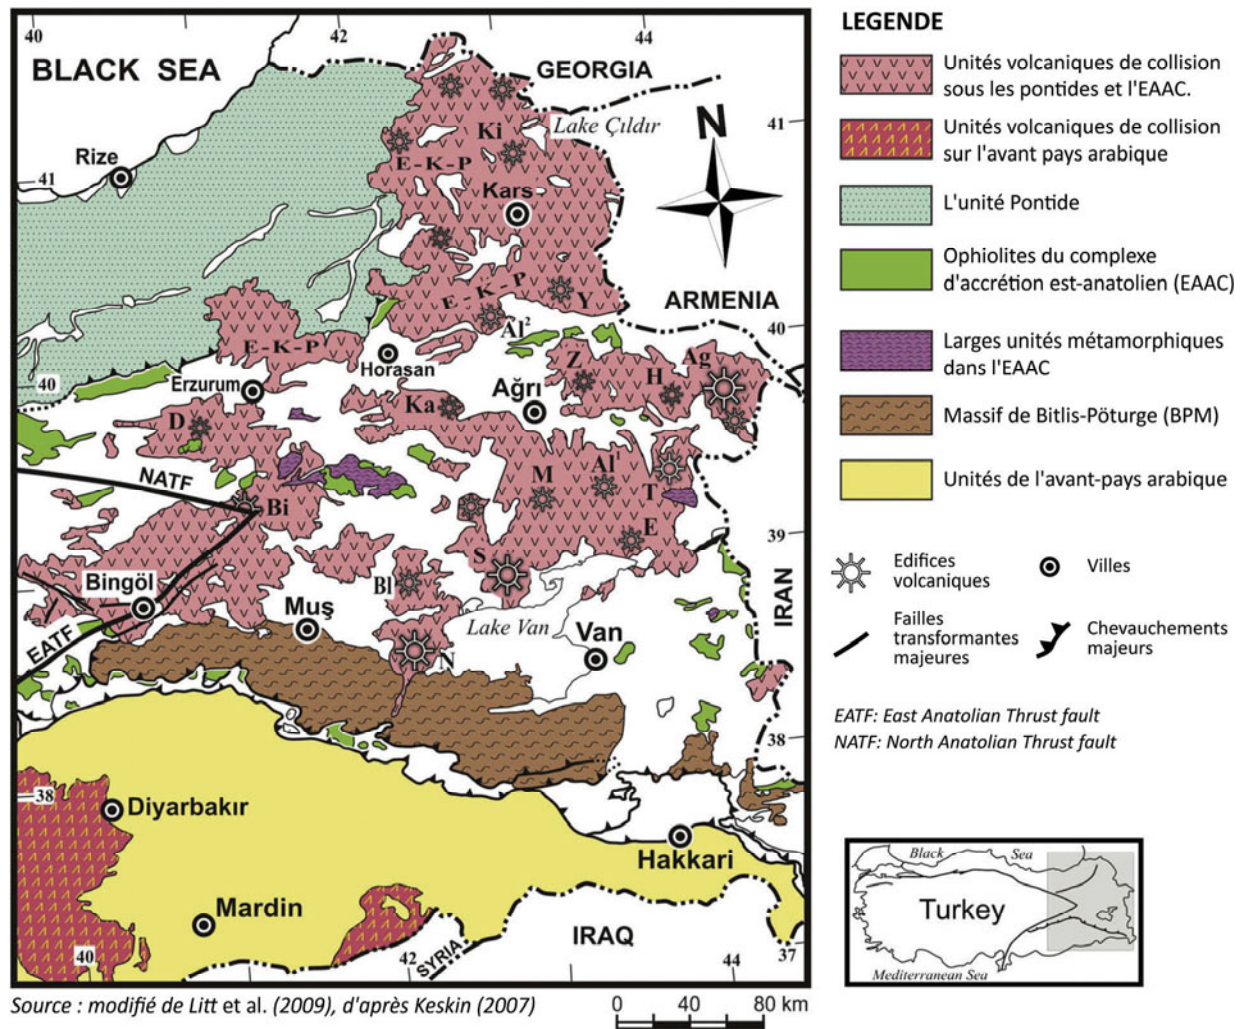 40
42
44
BLACK SEA
GEORGIA
Ki
Lake Çıldır
41
N
Rize
E-K-P
41
Kars
E-K-P
Y
ARMENIA
Al²
40
E-K-P
Horasan
Z
Ag
H
40
Erzurum
Ağrı
Ka
D
NATF
M
Al¹
T
Bi
39
E
S
Bingöl
Bl
Muş
IRAN
Lake Van
Van
EATF
N
38
38
Diyarbakır
Hakkari
Mardin
IRAQ
SYRIA
40
42
44
37
LEGENDE
Unités volcaniques de collision
sous les pontides et l'EAAC.
Unités volcaniques de collision
sur l'avant pays arabique
L'unité Pontide
Ophiolites du complexe
d'accrétion est-anatolien (EAAC)
Larges unités métamorphiques
dans l'EAAC
Massif de Bitlis-Pöturge (BPM)
Unités de l'avant-pays arabique
Edifices
volcaniques
Villes
Failles
transformantes
majeures
Chevauchements
majeurs
EATF: East Anatolian Thrust fault
NATF: North Anatolian Thrust fault
Black Sea
Turkey
Mediterranean Sea
Source : modifié de Litt et al. (2009), d'après Keskin (2007)
0 40 80 km